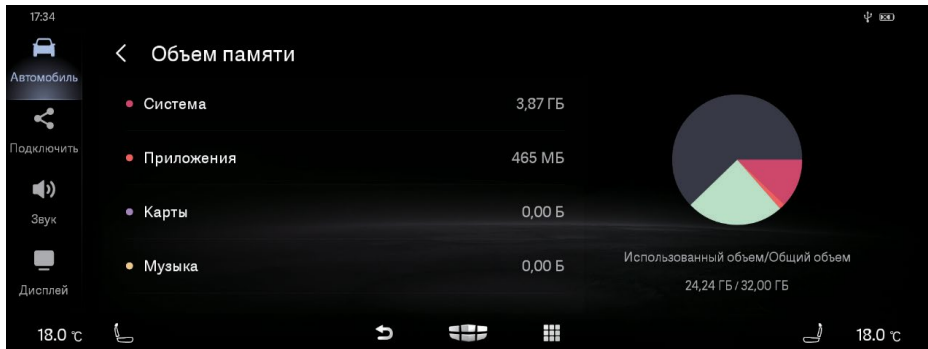 17:34
Автомобиль
Подключить
Звук
Дисплей
Объем памяти
Система 3,87 ГБ
Приложения 465 МБ
Карты 0,00 Б
Музыка 0,00 Б
Использованный объем/Общий объем
24,24 ГБ / 32,00 ГБ
18.0 °C
18.0 °C